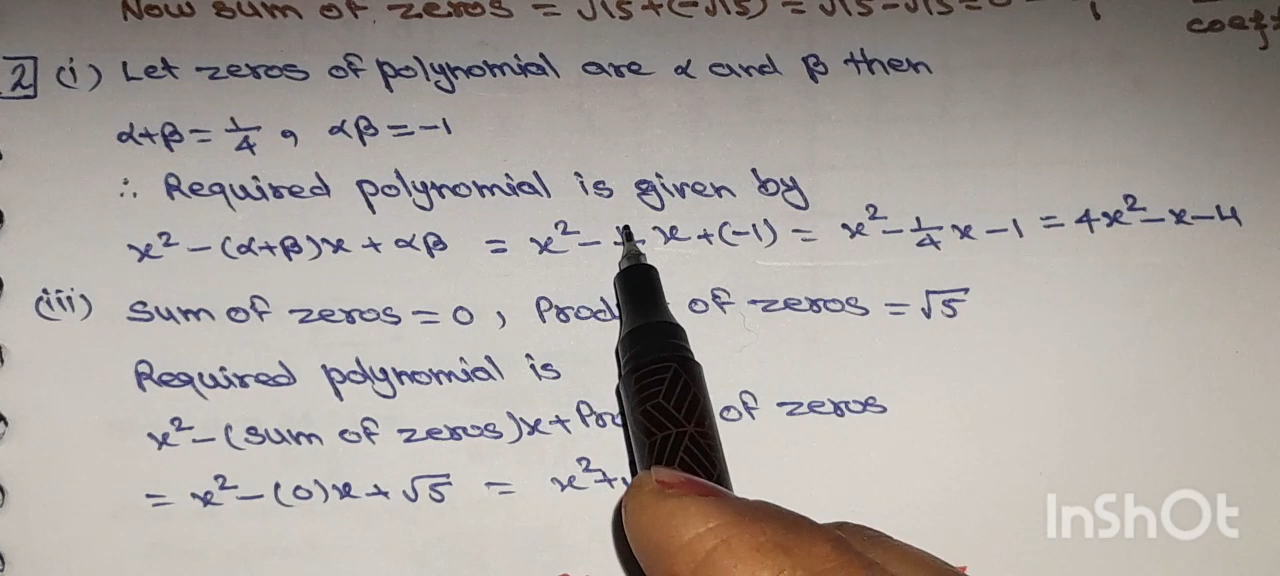 Now sum of zeros = √15+(-√15) = √15-√15=0
coef
2 (i) Let zeros of polynomial are α and β then
α+β = 1/4, αβ = -1
∴ Required polynomial is given by
x² - (α+β)x + αβ = x² - x + (-1) = x² - 1/4 x - 1 = 4x² - x - 4
(iii) Sum of zeros = 0, Prod of zeros = √5
Required polynomial is
x² - (sum of zeros)x + Pro of zeros
= x² - (0)x + √5 = x² +
InShOt